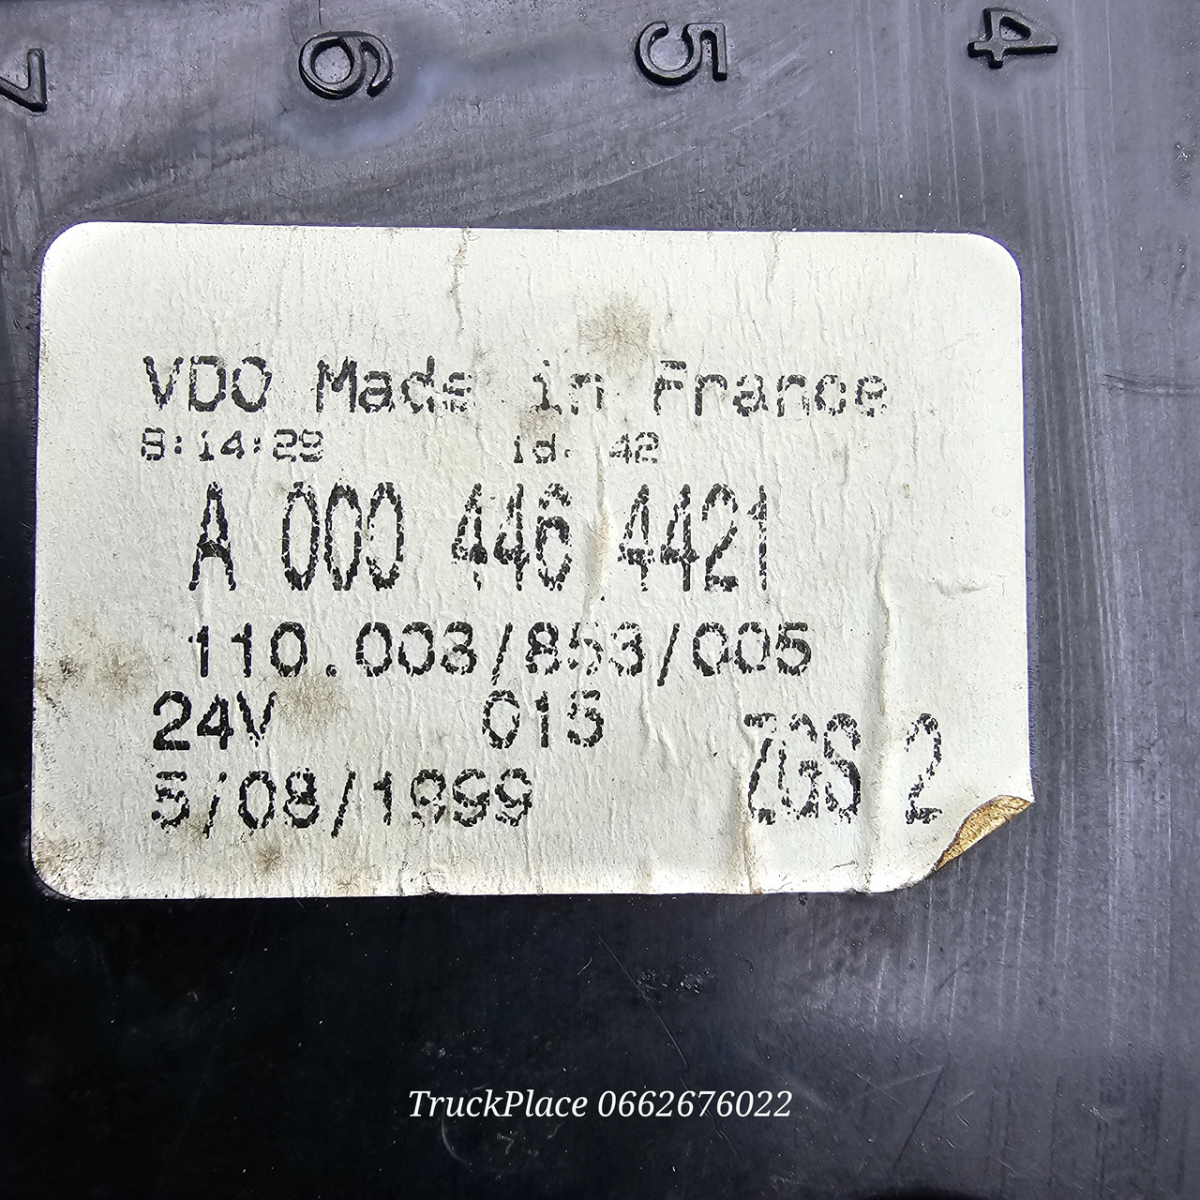 7 6 5 4
VDO Made in France
8:14:29 id: 42
A 000 446 4421
110.003/853/005
24V 015
5/08/1999 ZGS 2
TruckPlace 0662676022